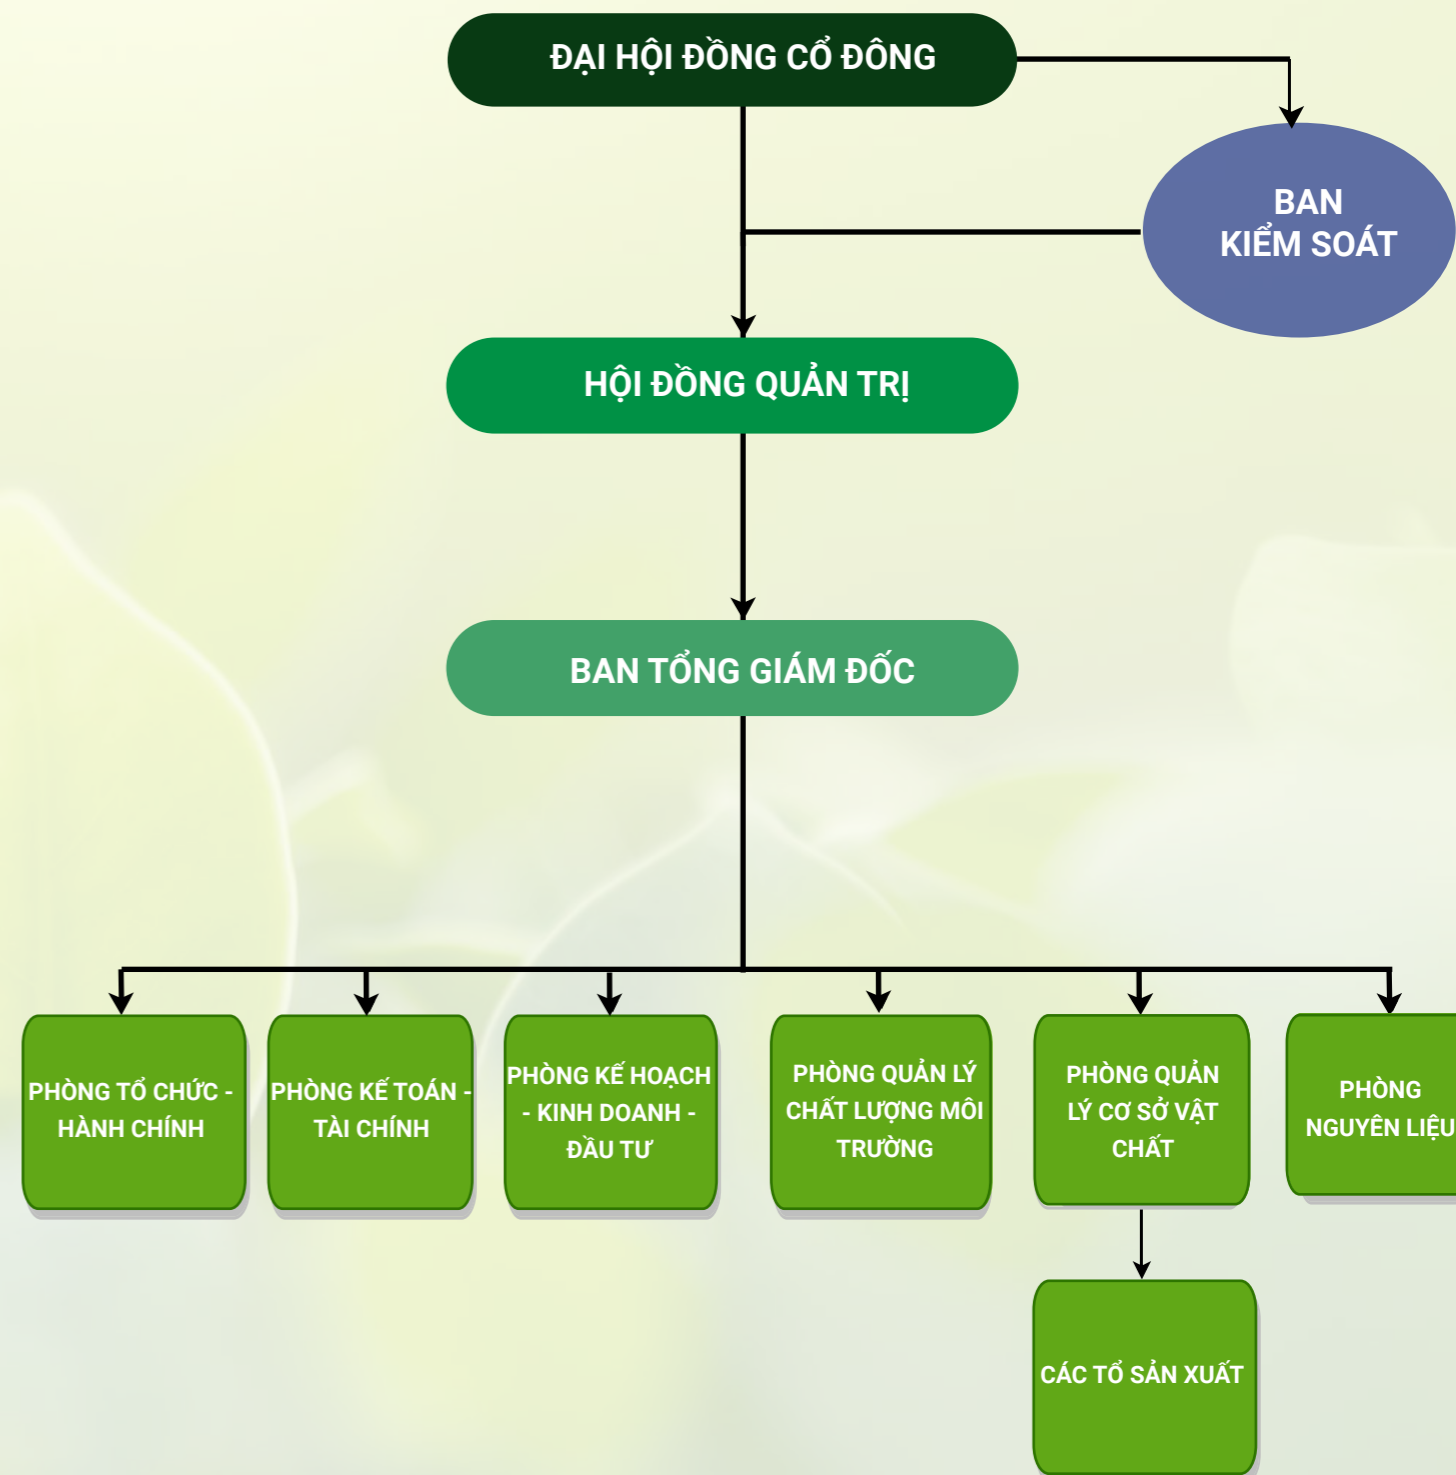 ĐẠI HỘI ĐỒNG CỔ ĐÔNG
BAN
KIỂM SOÁT
HỘI ĐỒNG QUẢN TRỊ
BAN TỔNG GIÁM ĐỐC
PHÒNG TỔ CHỨC -
HÀNH CHÍNH
PHÒNG KẾ TOÁN -
TÀI CHÍNH
PHÒNG KẾ HOẠCH
- KINH DOANH -
ĐẦU TƯ
PHÒNG QUẢN LÝ
CHẤT LƯỢNG MÔI
TRƯỜNG
PHÒNG QUẢN
LÝ CƠ SỞ VẬT
CHẤT
PHÒNG
NGUYÊN LIỆU
CÁC TỔ SẢN XUẤT